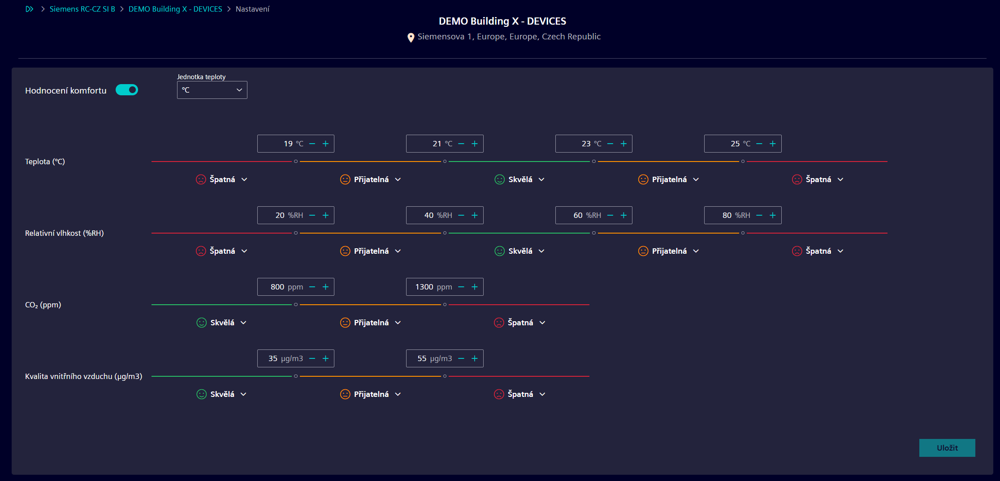 Siemens RC-CZ SI B > DEMO Building X - DEVICES > Nastavení
DEMO Building X - DEVICES
Siemensova 1, Europe, Europe, Czech Republic
Hodnocení komfortu
Jednotka teploty
°C
19 °C − +
21 °C − +
23 °C − +
25 °C − +
Teplota (°C)
Špatná
Přijatelná
Skvělá
Přijatelná
Špatná
20 %RH − +
40 %RH − +
60 %RH − +
80 %RH − +
Relativní vlhkost (%RH)
Špatná
Přijatelná
Skvělá
Přijatelná
Špatná
800 ppm − +
1300 ppm − +
CO₂ (ppm)
Skvělá
Přijatelná
Špatná
35 µg/m3 − +
55 µg/m3 − +
Kvalita vnitřního vzduchu (µg/m3)
Skvělá
Přijatelná
Špatná
Uložit